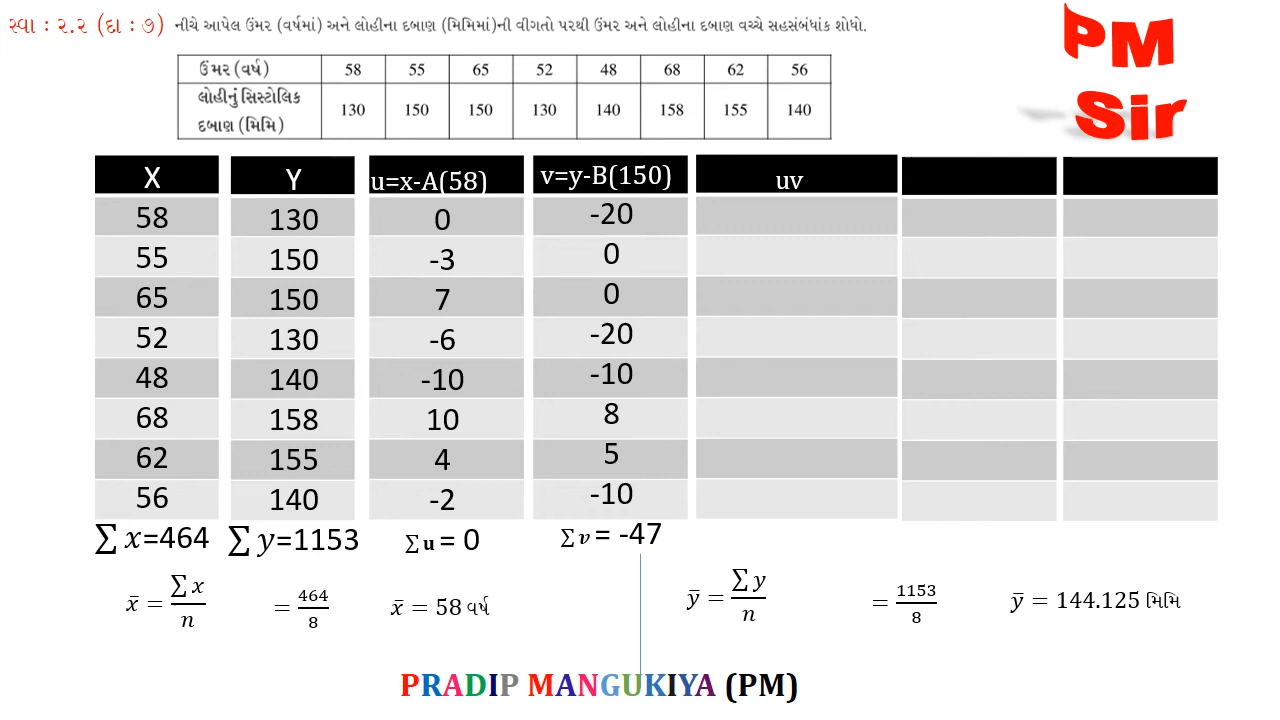 સ્વા : ૨.૨ (દા : ૭) નીચે આપેલ ઉંમર (વર્ષમાં) અને લોહીના દબાણ (મિમિમાં)ની વીગતો પરથી ઉંમર અને લોહીના દબાણ વચ્ચે સહસંબંધાંક શોધો.
PM
Sir
ઉંમર (વર્ષ) 58 55 65 52 48 68 62 56
લોહીનું સિસ્ટોલિક દબાણ (મિમિ) 130 150 150 130 140 158 155 140
X Y u=x-A(58) v=y-B(150) uv
58 130 0 -20
55 150 -3 0
65 150 7 0
52 130 -6 -20
48 140 -10 -10
68 158 10 8
62 155 4 5
56 140 -2 -10
∑ x=464 ∑ y=1153 ∑ u = 0 ∑ v = -47
x̄ = ∑ x / n = 464 / 8 x̄ = 58 વર્ષ ȳ = ∑ y / n = 1153 / 8 ȳ = 144.125 મિમિ
PRADIP MANGUKIYA (PM)